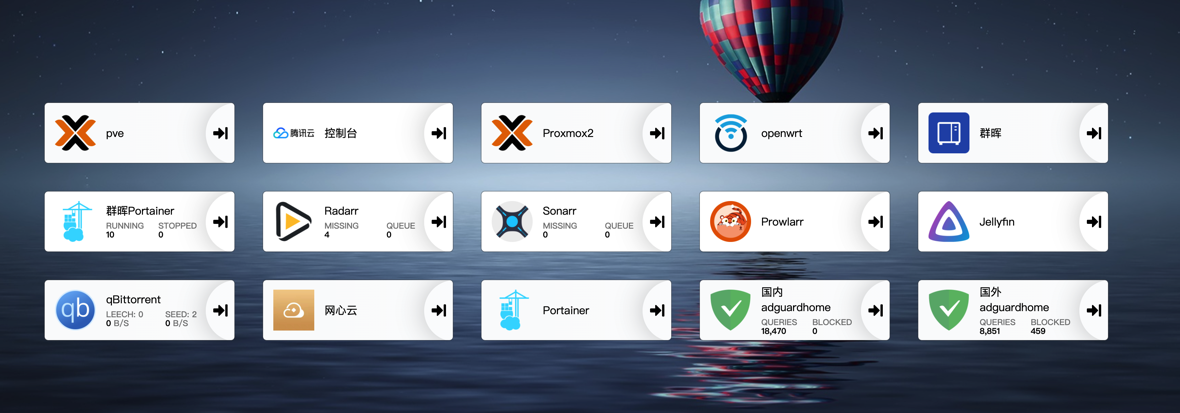 pve
腾讯云 控制台
Proxmox2
openwrt
群晖
群晖Portainer
RUNNING STOPPED
10 0
Radarr
MISSING QUEUE
4 0
Sonarr
MISSING QUEUE
0 0
Prowlarr
Jellyfin
qb
qBittorrent
LEECH: 0 SEED: 2
0 B/S 0 B/S
网心云
Portainer
国内
adguardhome
QUERIES BLOCKED
18,470 0
国外
adguardhome
QUERIES BLOCKED
8,851 459